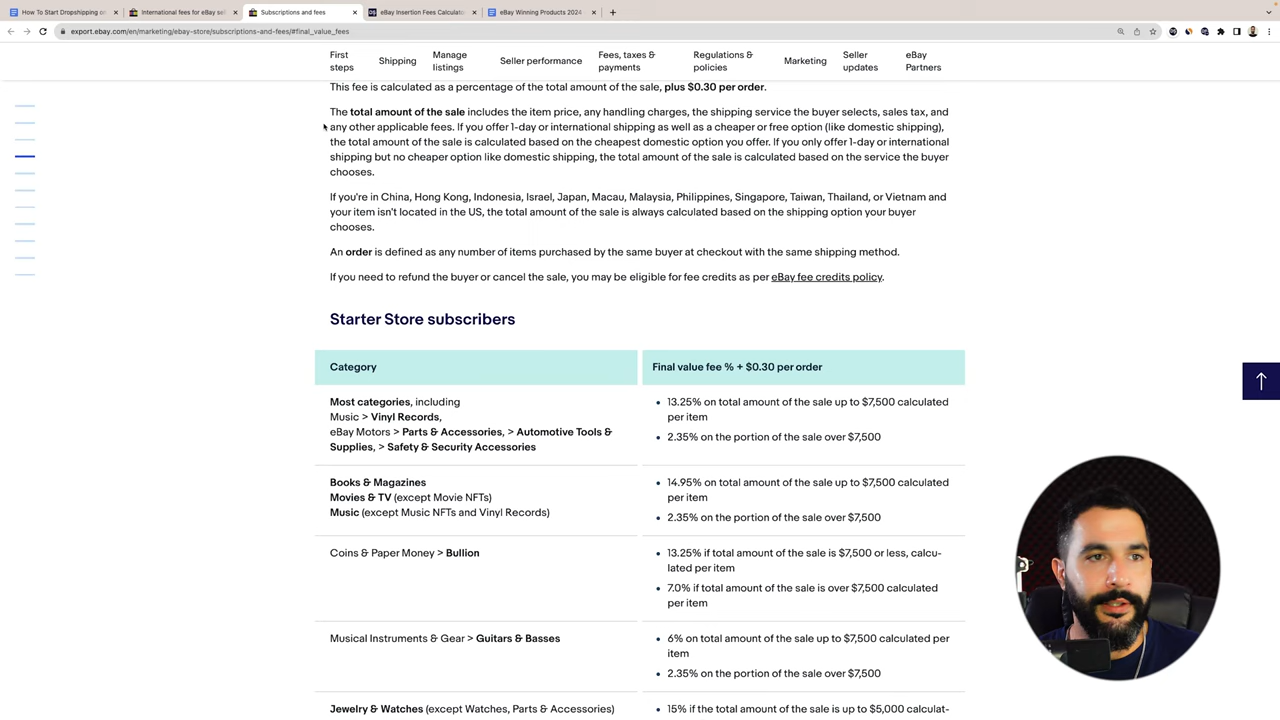 How To Start Dropshipping o
International fees for eBay sel
Subscriptions and fees
eBay Insertion Fees Calculato
eBay Winning Products 2024
export.ebay.com/en/marketing/ebay-store/subscriptions-and-fees/#final_value_fees
First steps
Shipping
Manage listings
Seller performance
Fees, taxes & payments
Regulations & policies
Marketing
Seller updates
eBay Partners
This fee is calculated as a percentage of the total amount of the sale, plus $0.30 per order.
The total amount of the sale includes the item price, any handling charges, the shipping service the buyer selects, sales tax, and
any other applicable fees. If you offer 1-day or international shipping as well as a cheaper or free option (like domestic shipping),
the total amount of the sale is calculated based on the cheapest domestic option you offer. If you only offer 1-day or international
shipping but no cheaper option like domestic shipping, the total amount of the sale is calculated based on the service the buyer
chooses.
If you're in China, Hong Kong, Indonesia, Israel, Japan, Macau, Malaysia, Philippines, Singapore, Taiwan, Thailand, or Vietnam and
your item isn't located in the US, the total amount of the sale is always calculated based on the shipping option your buyer
chooses.
An order is defined as any number of items purchased by the same buyer at checkout with the same shipping method.
If you need to refund the buyer or cancel the sale, you may be eligible for fee credits as per eBay fee credits policy.
Starter Store subscribers
Category
Final value fee % + $0.30 per order
Most categories, including
Music > Vinyl Records,
eBay Motors > Parts & Accessories, > Automotive Tools &
Supplies, > Safety & Security Accessories
• 13.25% on total amount of the sale up to $7,500 calculated
per item
• 2.35% on the portion of the sale over $7,500
Books & Magazines
Movies & TV (except Movie NFTs)
Music (except Music NFTs and Vinyl Records)
• 14.95% on total amount of the sale up to $7,500 calculated
per item
• 2.35% on the portion of the sale over $7,500
Coins & Paper Money > Bullion
• 13.25% if total amount of the sale is $7,500 or less, calcu-
lated per item
• 7.0% if total amount of the sale is over $7,500 calculated
per item
Musical Instruments & Gear > Guitars & Basses
• 6% on total amount of the sale up to $7,500 calculated per
item
• 2.35% on the portion of the sale over $7,500
Jewelry & Watches (except Watches, Parts & Accessories)
• 15% if total amount of the sale is up to $5,000 calculat-